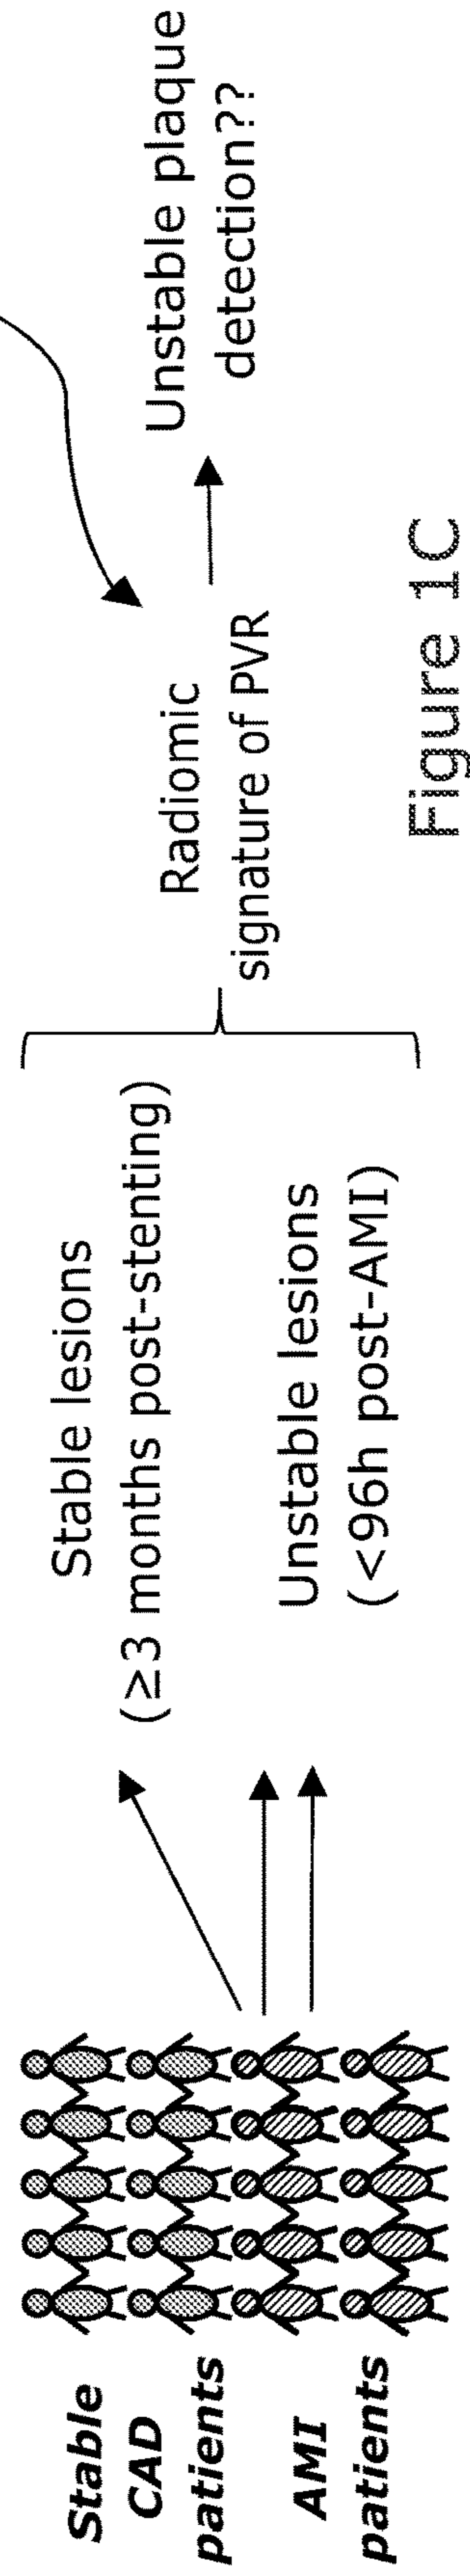 Stable
CAD
patients
AMI
patients
Stable lesions
(≥3 months post-stenting)
Unstable lesions
(<96h post-AMI)
Radiomic
signature of PVR
Unstable plaque
detection??
Figure 1C